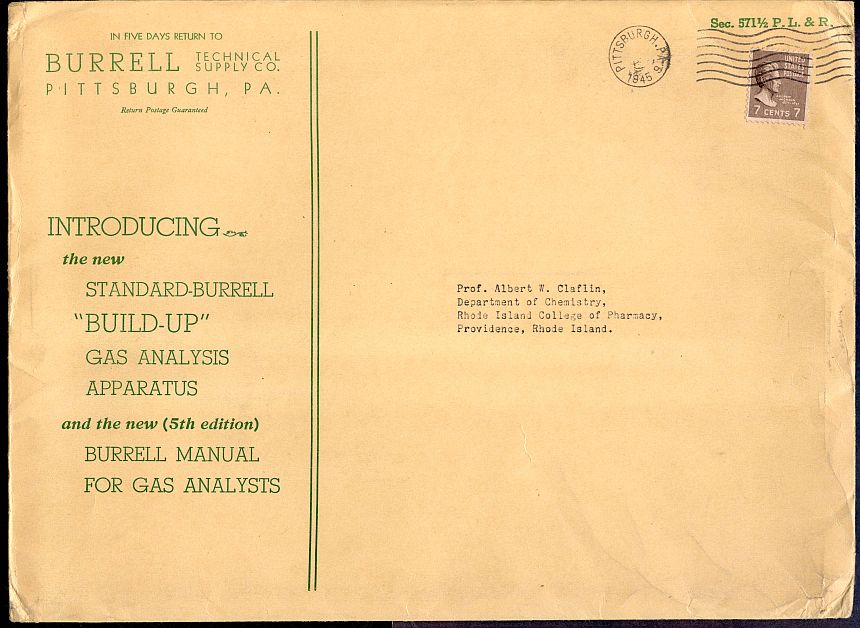 IN FIVE DAYS RETURN TO
BURRELL TECHNICAL SUPPLY CO.
PITTSBURGH, PA.
Return Postage Guaranteed
Sec. 571½ P. L. & R.
PITTSBURGH, PA.
1945
UNITED
STATES
POSTAGE
7 CENTS 7
INTRODUCING
the new
STANDARD-BURRELL
"BUILD-UP"
GAS ANALYSIS
APPARATUS
and the new (5th edition)
BURRELL MANUAL
FOR GAS ANALYSTS
Prof. Albert W. Claflin,
Department of Chemistry,
Rhode Island College of Pharmacy,
Providence, Rhode Island.